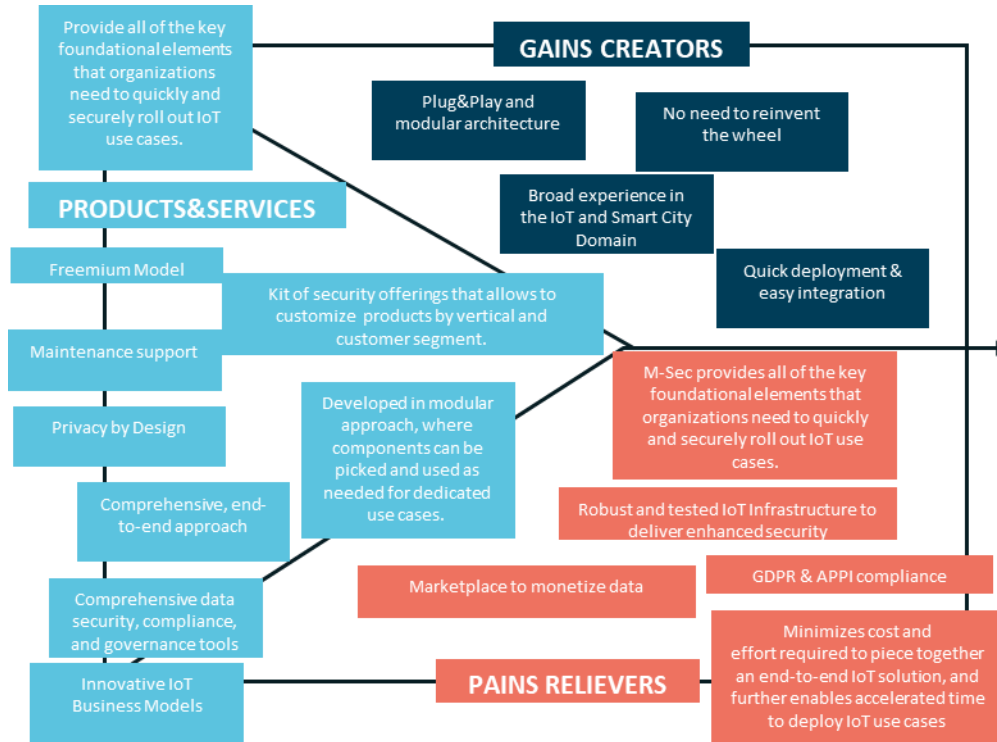 Provide all of the key
foundational elements
that organizations
need to quickly and
securely roll out IoT
use cases.
GAINS CREATORS
Plug&Play and
modular architecture
No need to reinvent
the wheel
PRODUCTS&SERVICES
Broad experience in
the IoT and Smart City
Domain
Freemium Model
Quick deployment &
easy integration
Kit of security offerings that allows to
customize products by vertical and
customer segment.
Maintenance support
M-Sec provides all of the key
foundational elements that
organizations need to quickly
and securely roll out IoT use
cases.
Developed in modular
approach, where
components can be
picked and used as
needed for dedicated
use cases.
Privacy by Design
Comprehensive, end-
to-end approach
Robust and tested IoT Infrastructure to
deliver enhanced security
Marketplace to monetize data
GDPR & APPI compliance
Comprehensive data
security, compliance,
and governance tools
Minimizes cost and
effort required to piece together
an end-to-end IoT solution, and
further enables accelerated time
to deploy IoT use cases
Innovative IoT
Business Models
PAINS RELIEVERS